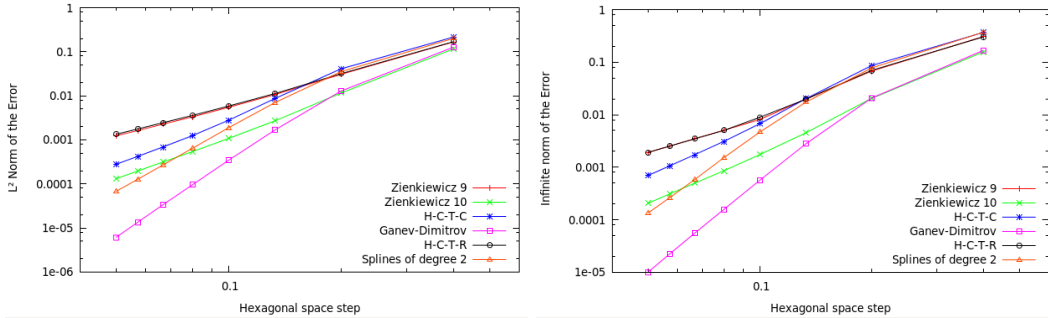 1
0.1
0.01
0.001
0.0001
1e-05
1e-06
0.1
L² Norm of the Error
Hexagonal space step
Zienkiewicz 9
Zienkiewicz 10
H-C-T-C
Ganev-Dimitrov
H-C-T-R
Splines of degree 2
1
0.1
0.01
0.001
0.0001
1e-05
0.1
Infinite norm of the Error
Hexagonal space step
Zienkiewicz 9
Zienkiewicz 10
H-C-T-C
Ganev-Dimitrov
H-C-T-R
Splines of degree 2